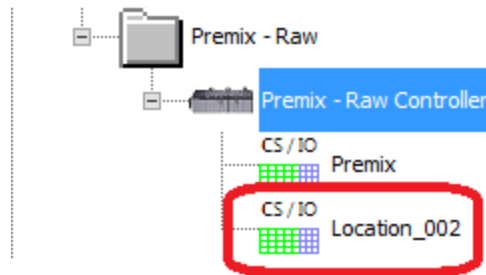 Premix - Raw
Premix - Raw Controller
CS / IO
Premix
CS / IO
Location_002